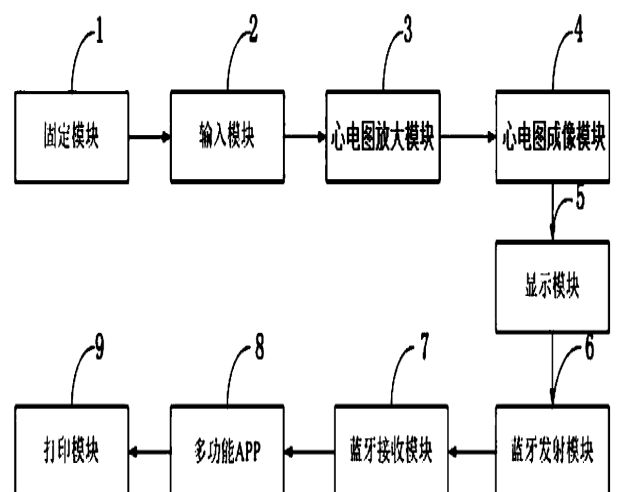 1
2
3
4
固定模块
输入模块
心电图放大模块
心电图成像模块
5
显示模块
9
8
7
6
打印模块
多功能APP
蓝牙接收模块
蓝牙发射模块